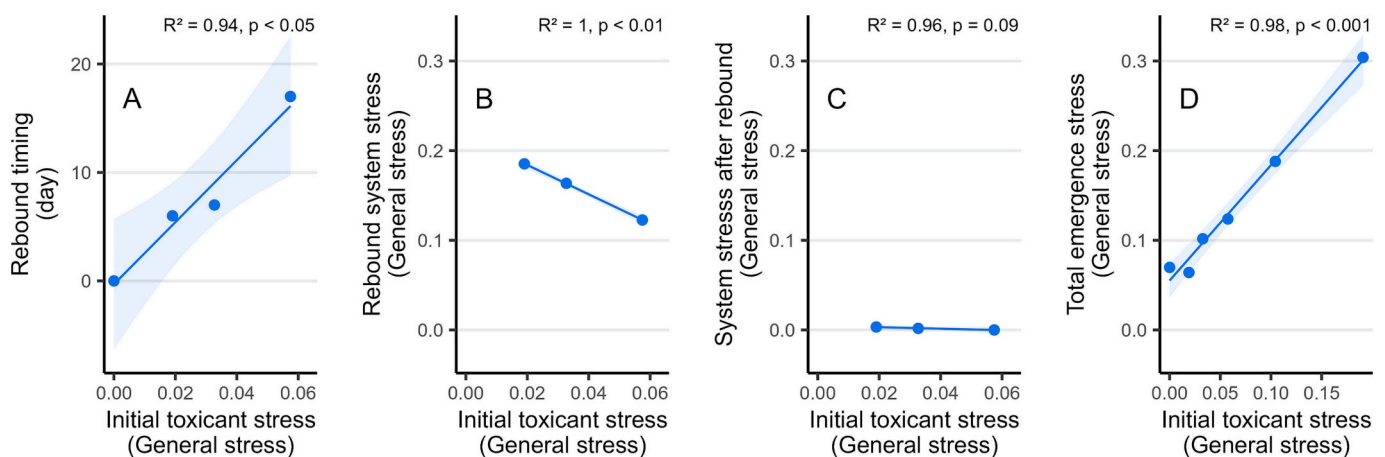 R² = 0.94, p < 0.05
A
Rebound timing
(day)
20
10
0
0.00 0.02 0.04 0.06
Initial toxicant stress
(General stress)
R² = 1, p < 0.01
B
Rebound system stress
(General stress)
0.3
0.2
0.1
0.0
0.00 0.02 0.04 0.06
Initial toxicant stress
(General stress)
R² = 0.96, p = 0.09
C
System stresss after rebound
(General stress)
0.3
0.2
0.1
0.0
0.00 0.02 0.04 0.06
Initial toxicant stress
(General stress)
R² = 0.98, p < 0.001
D
Total emergence stress
(General stress)
0.3
0.2
0.1
0.0
0.00 0.05 0.10 0.15
Initial toxicant stress
(General stress)